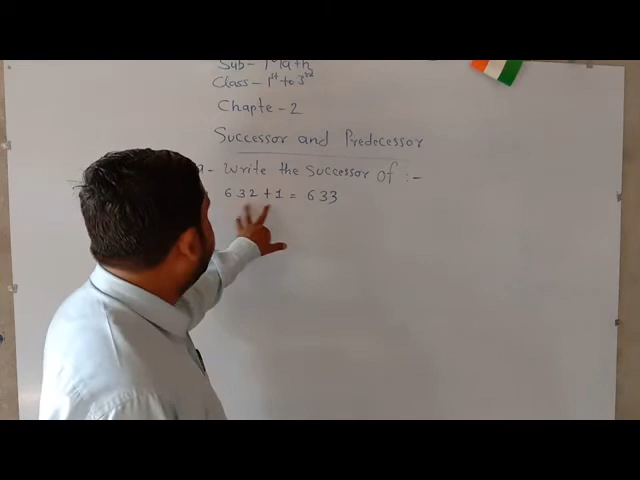 Sub- Math
Class- 1st to 3rd
Chapte-2
Successor and Predecessor
a- Write the Successor of :-
632+1= 633